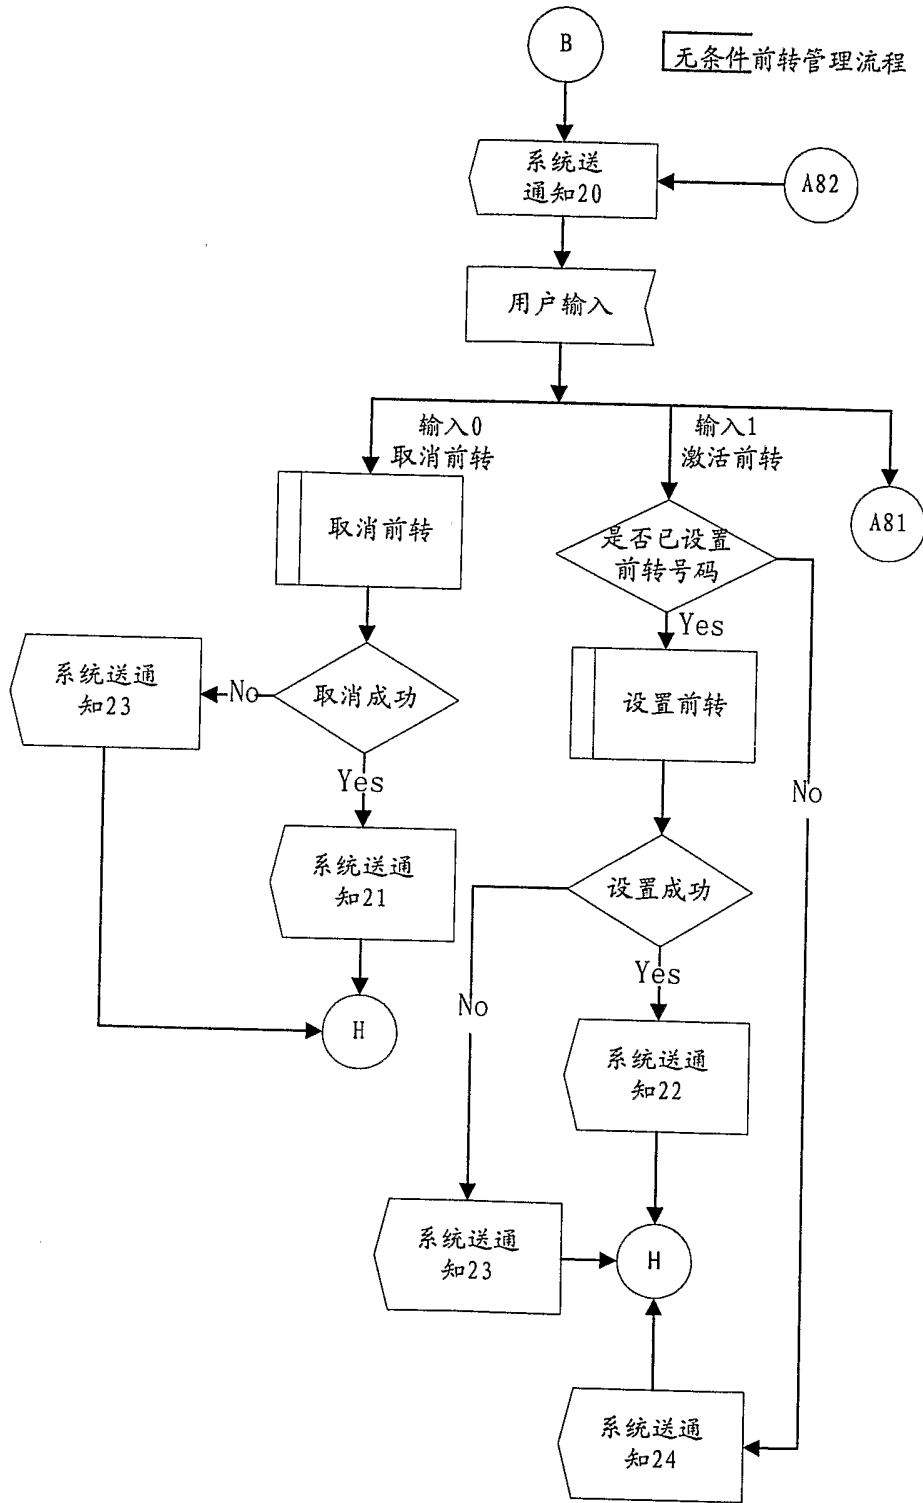 B
无条件前转管理流程
系统送
通知20
A82
用户输入
输入0
取消前转
输入1
激活前转
取消前转
是否已设置
前转号码
A81
Yes
系统送通
知23
No
取消成功
设置前转
Yes
No
系统送通
知21
设置成功
Yes
No
H
系统送通
知22
系统送通
知23
H
系统送通
知24